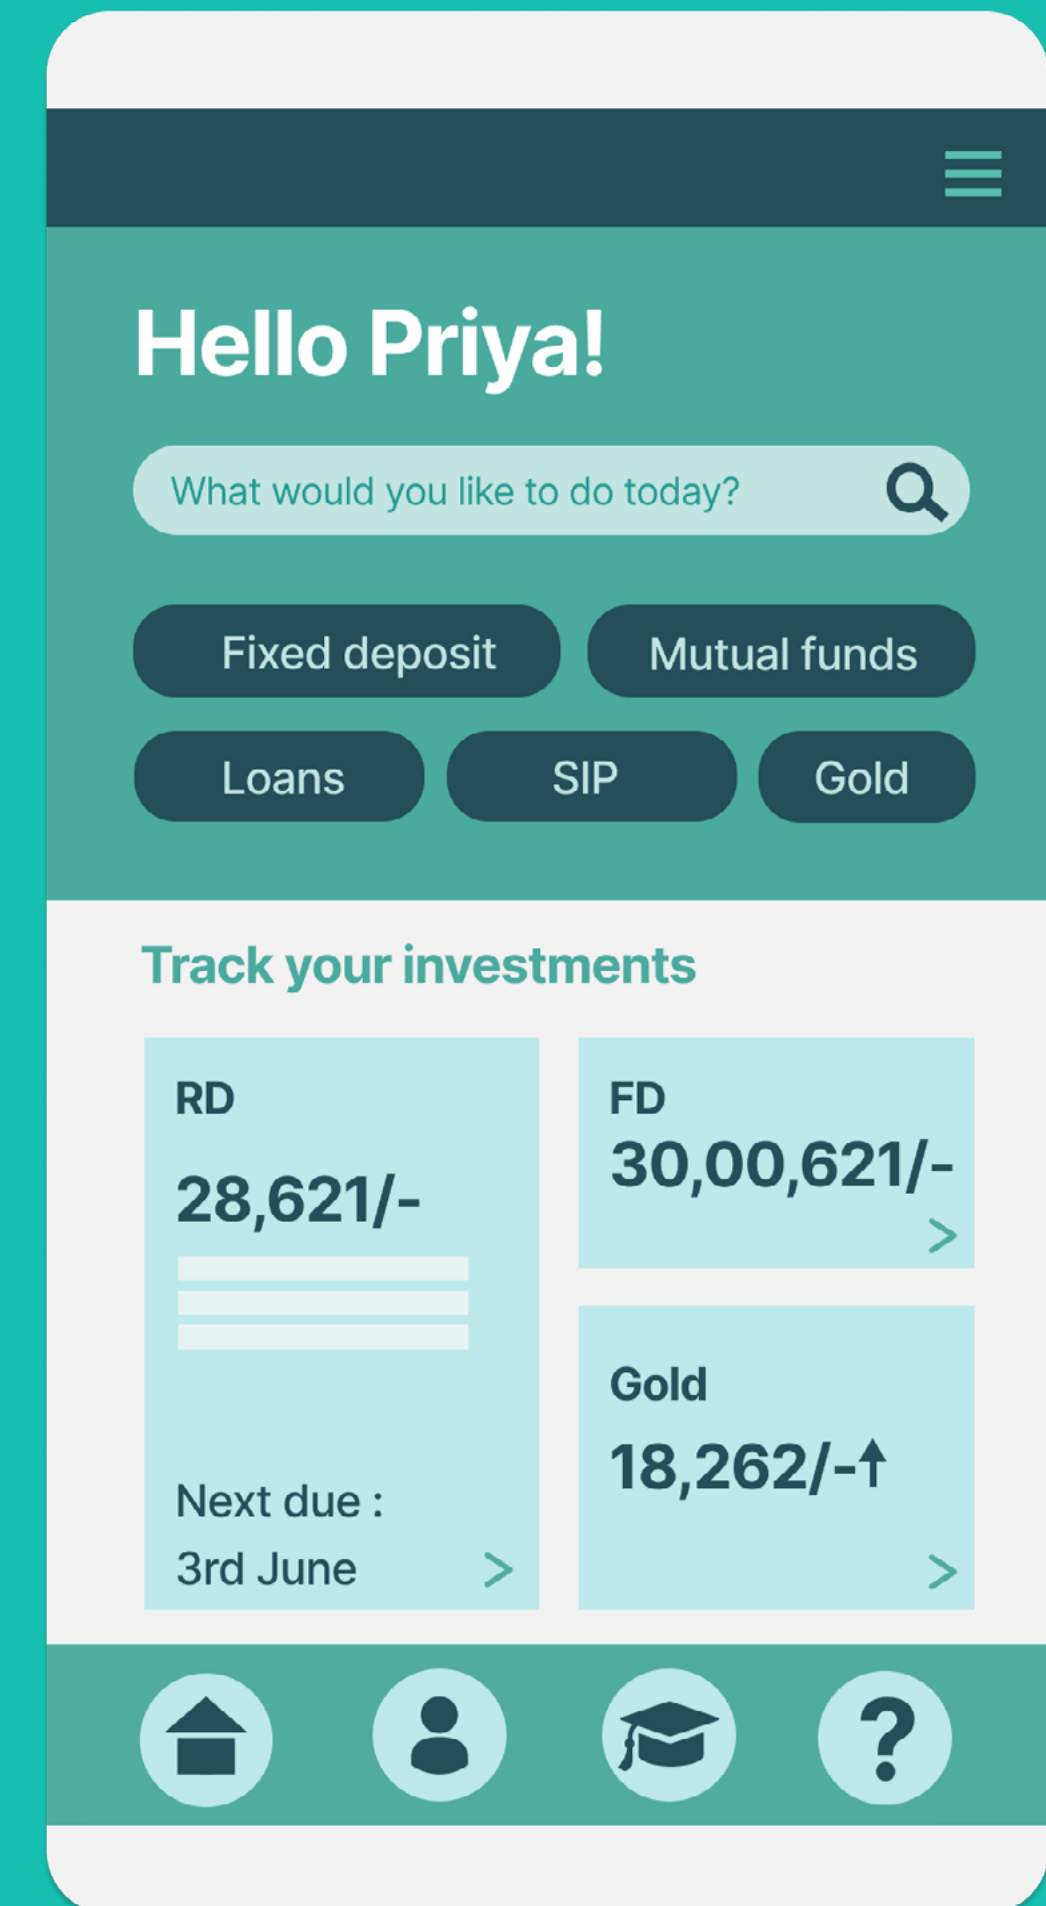 Hello Priya!
What would you like to do today?
Fixed deposit
Mutual funds
Loans
SIP
Gold
Track your investments
RD
28,621/-
Next due :
3rd June
>
FD
30,00,621/-
>
Gold
18,262/-↑
>
?